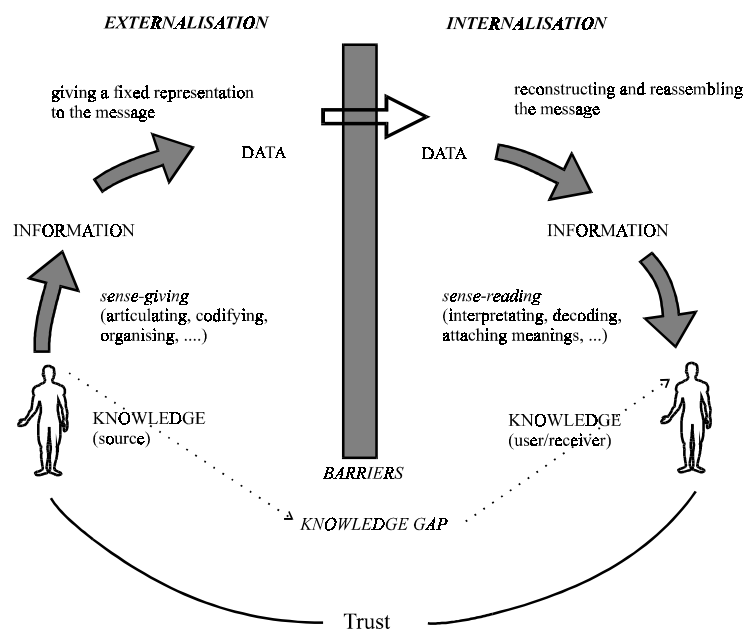 EXTERNALISATION
INTERNALISATION
giving a fixed representation
to the message
reconstructing and reassembling
the message
DATA
DATA
INFORMATION
INFORMATION
sense-giving
(articulating, codifying,
organising, ....)
sense-reading
(interpretating, decoding,
attaching meanings, ...)
KNOWLEDGE
(source)
KNOWLEDGE
(user/receiver)
BARRIERS
KNOWLEDGE GAP
Trust